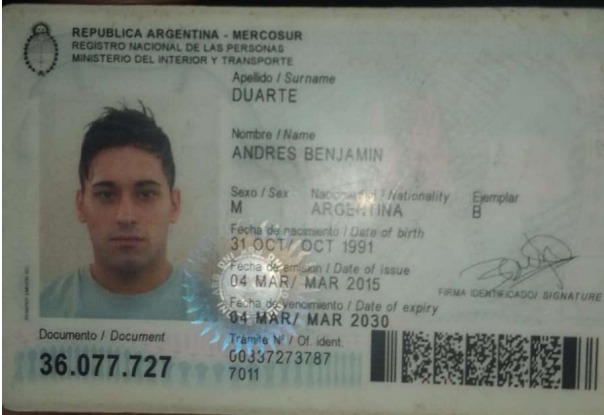 REPUBLICA ARGENTINA - MERCOSUR
REGISTRO NACIONAL DE LAS PERSONAS
MINISTERIO DEL INTERIOR Y TRANSPORTE
Apellido / Surname
DUARTE
Nombre / Name
ANDRES BENJAMIN
Sexo / Sex Nacionalidad / Nationality Ejemplar
M ARGENTINA B
Fecha de nacimiento / Date of birth
31 OCT/ OCT 1991
Fecha de emisión / Date of issue
04 MAR/ MAR 2015
FIRMA IDENTIFICADO/ SIGNATURE
Fecha de vencimiento / Date of expiry
04 MAR/ MAR 2030
Documento / Document
36.077.727
Tramite Nº / Of. ident.
00337273787
7011